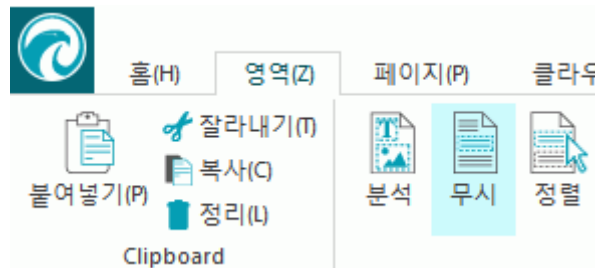 홈(H) 영역(Z) 페이지(P) 클라우
붙여넣기(P)
잘라내기(T)
복사(C)
정리(L)
Clipboard
분석 무시 정렬